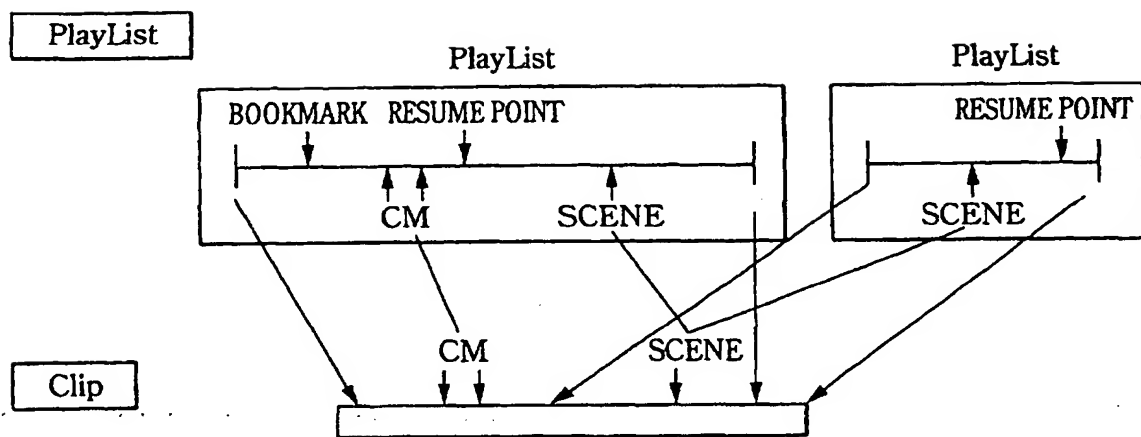 PlayList
PlayList
PlayList
BOOKMARK RESUME POINT
RESUME POINT
CM
SCENE
SCENE
CM
SCENE
Clip